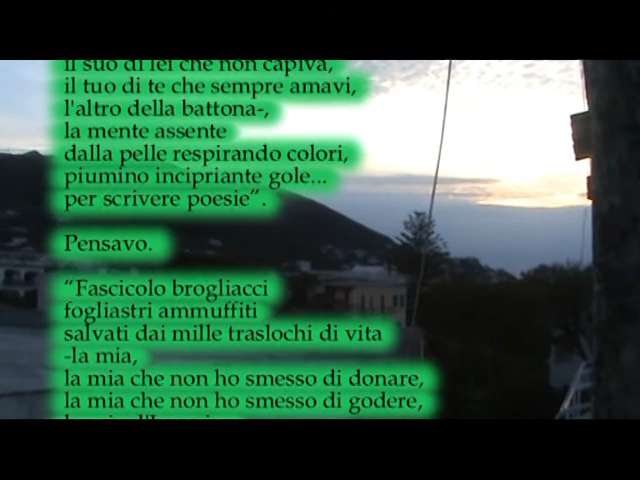 il suo di lei che non capiva,
il tuo di te che sempre amavi,
l'altro della battona-,
la mente assente
dalla pelle respirando colori,
piumino incipriante gole...
per scrivere poesie”.
Pensavo.
“Fascicolo brogliacci
fogliastri ammuffiti
salvati dai mille traslochi di vita
-la mia,
la mia che non ho smesso di donare,
la mia che non ho smesso di godere,